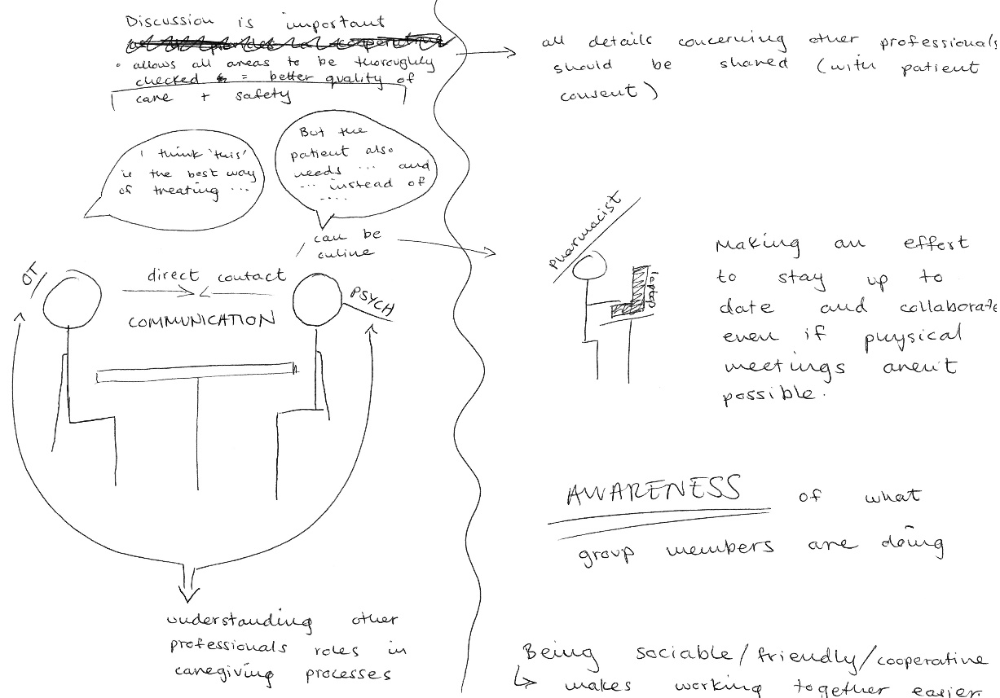 Discussion is important
• allows all areas to be thoroughly
checked = better quality of
care + safety
I think 'this'
is the best way
of treating ...
But the
patient also
needs ... and
... instead of
....
can be
online
OT
direct contact
COMMUNICATION
PSYCH
understanding other
professionals roles in
caregiving processes
all details concerning other professionals
should be shared (with patient
consent)
Pharmacist
laptop
Making an effort
to stay up to
date and collaborate
even if physical
meetings aren't
possible.
AWARENESS of what
group members are doing
Being sociable/friendly/cooperative
↳ makes working together easier